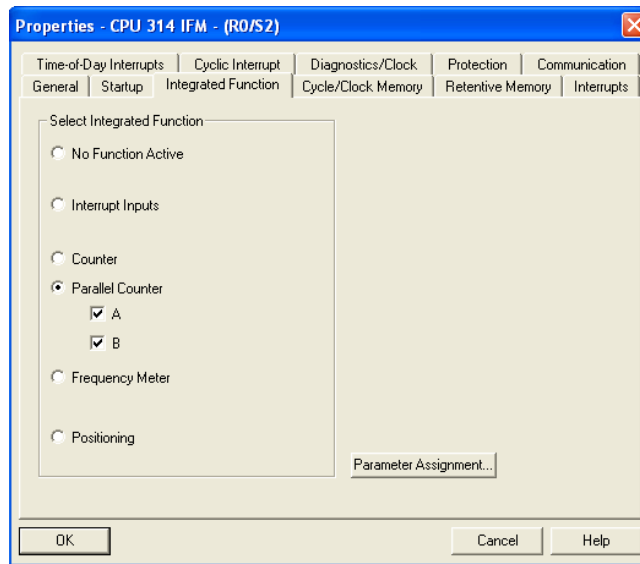 Properties - CPU 314 IFM - (R0/S2)
Time-of-Day Interrupts Cyclic Interrupt Diagnostics/Clock Protection Communication
General Startup Integrated Function Cycle/Clock Memory Retentive Memory Interrupts
Select Integrated Function
No Function Active
Interrupt Inputs
Counter
Parallel Counter
A
B
Frequency Meter
Positioning
Parameter Assignment...
OK Cancel Help